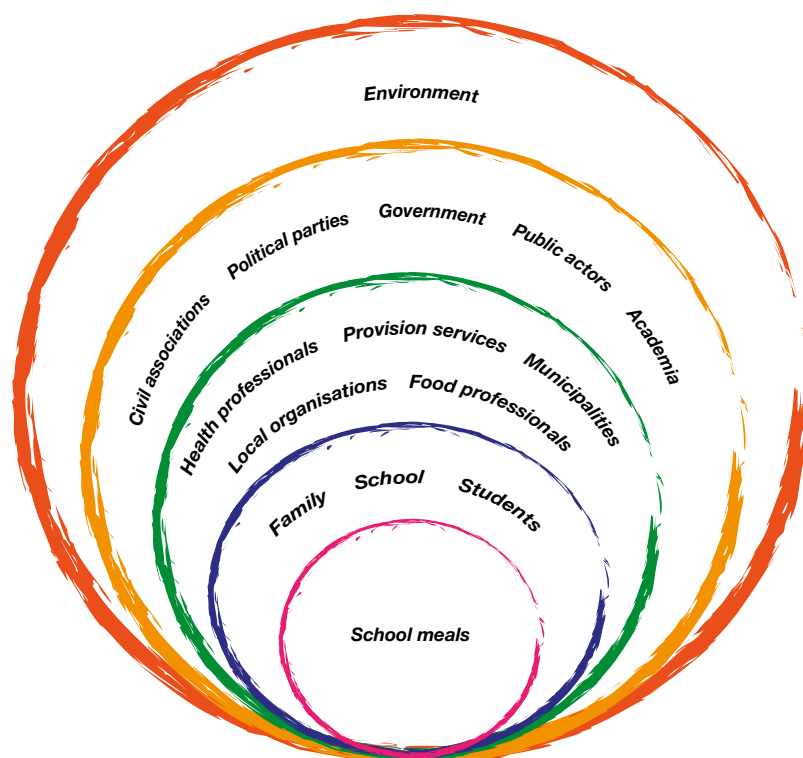 Environment
Civil associations
Political parties
Government
Public actors
Academia
Health professionals
Provision services
Municipalities
Local organisations
Food professionals
Family
School
Students
School meals